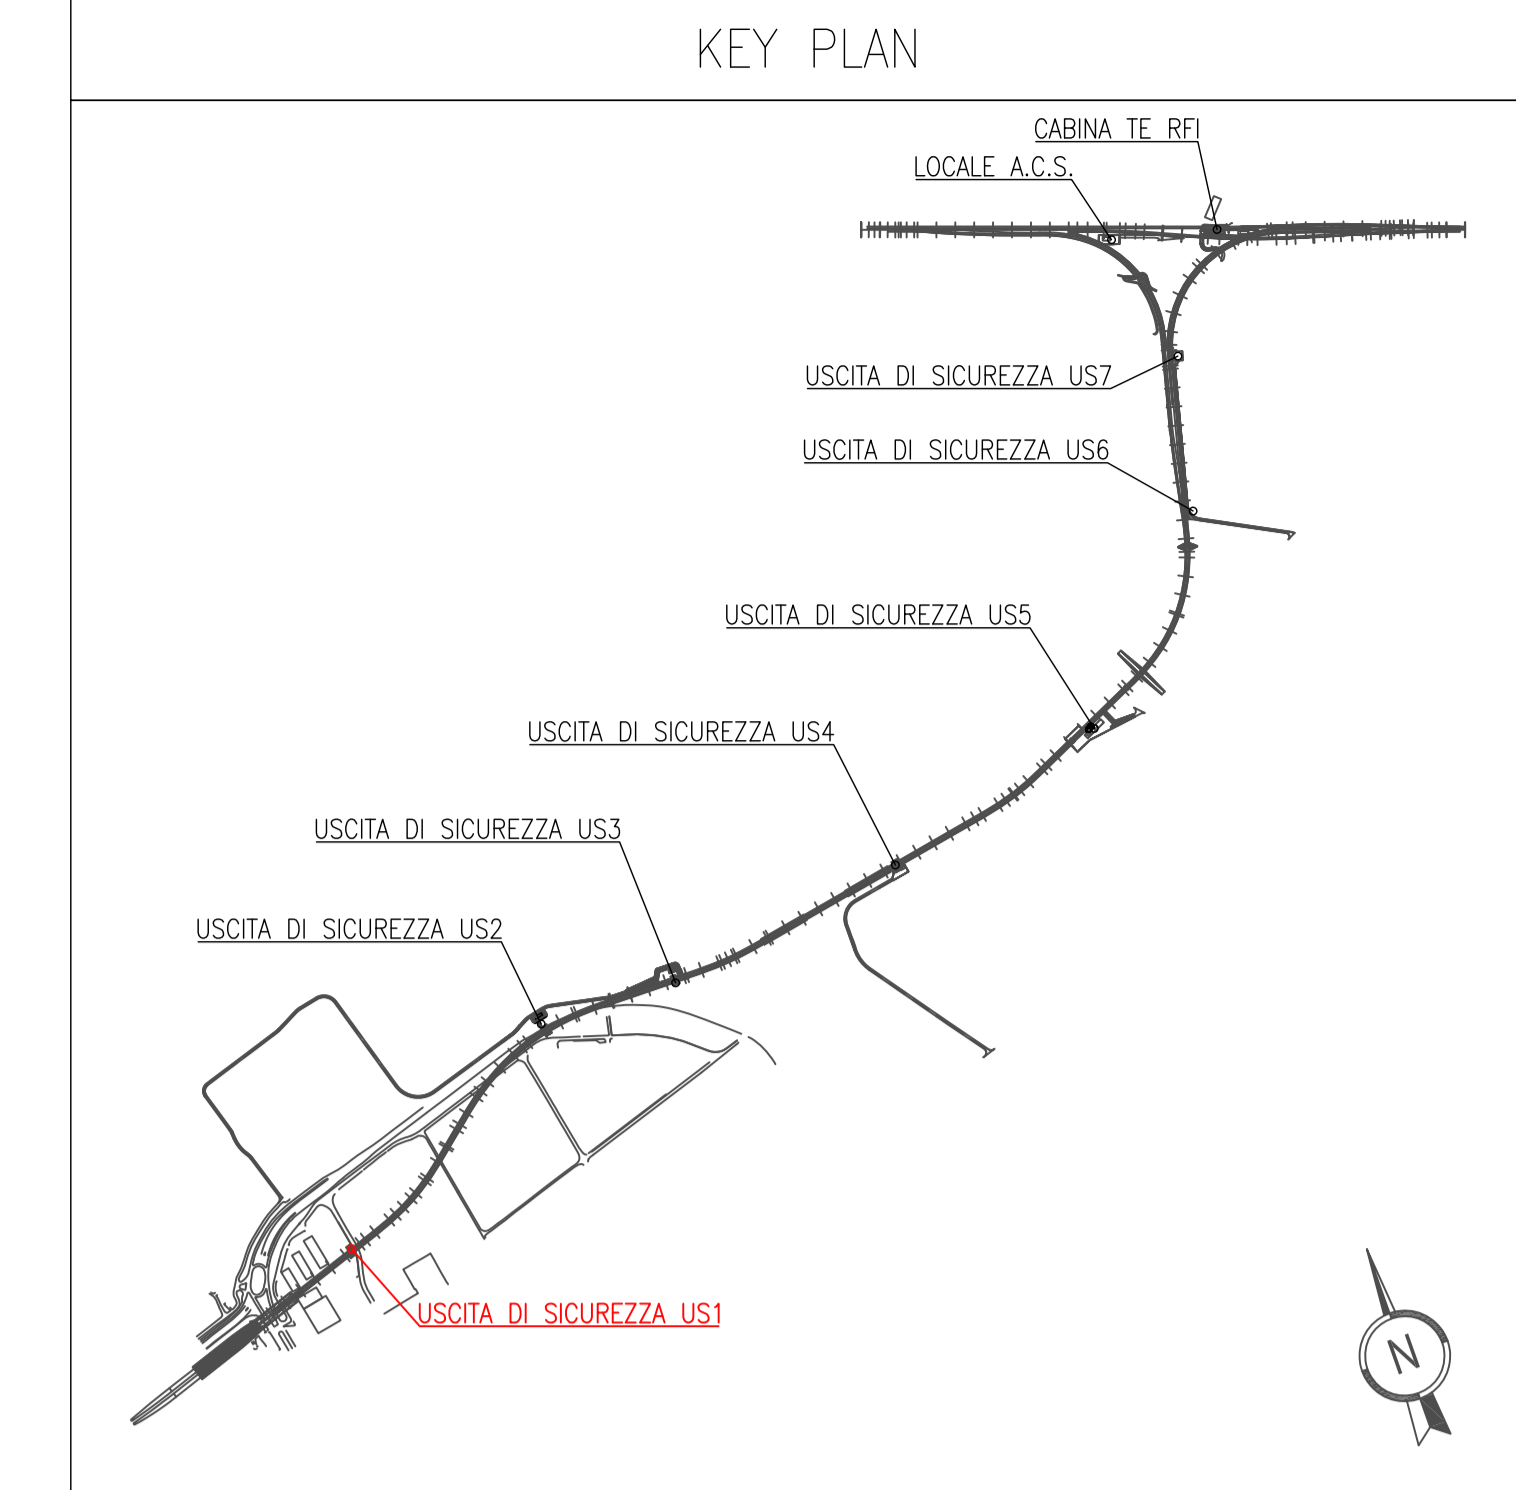 KEY PLAN
CABINA TE RFI
LOCALE A.C.S.
USCITA DI SICUREZZA US7
USCITA DI SICUREZZA US6
USCITA DI SICUREZZA US5
USCITA DI SICUREZZA US4
USCITA DI SICUREZZA US3
USCITA DI SICUREZZA US2
USCITA DI SICUREZZA US1
N